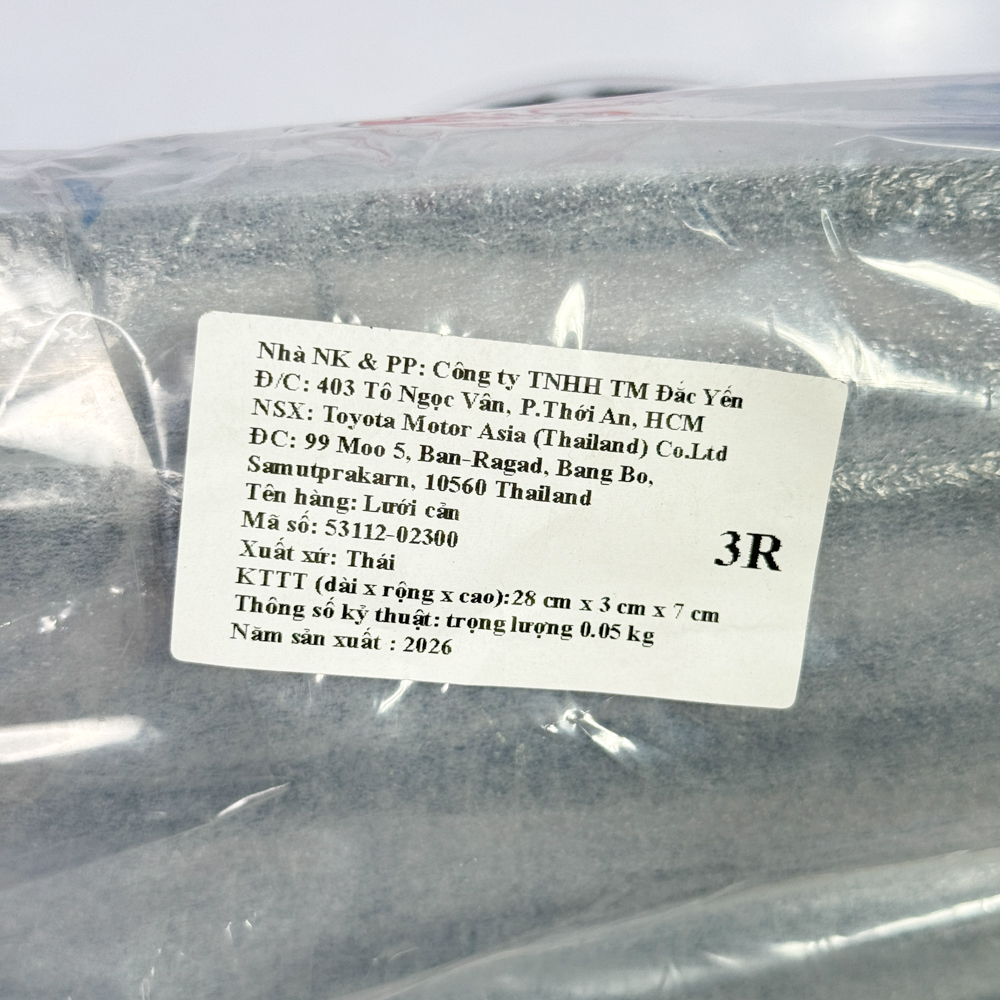 Nhà NK & PP: Công ty TNHH TM Đắc Yến
Đ/C: 403 Tô Ngọc Vân, P.Thới An, HCM
NSX: Toyota Motor Asia (Thailand) Co.Ltd
ĐC: 99 Moo 5, Ban-Ragad, Bang Bo,
Samutprakarn, 10560 Thailand
Tên hàng: Lưới cản
Mã số: 53112-02300
3R
Xuất xứ: Thái
KTTT (dài x rộng x cao):28 cm x 3 cm x 7 cm
Thông số kỷ thuật: trọng lượng 0.05 kg
Năm sản xuất : 2026